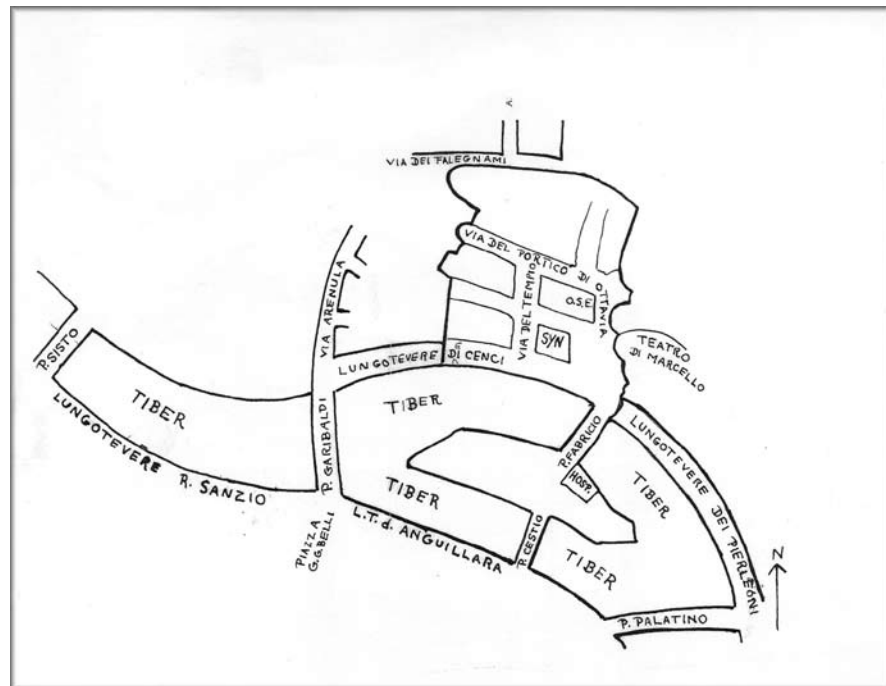 VIA DEI FALEGNAMI
VIA DEL PORTICO DI OTTAVIA
VIA ARENULA
VIA DEL TEMPIO
O.S.E.
SYN
TEATRO
DI MARCELLO
P. SISTO
LUNGOTEVERE DI CENCI
TIBER
TIBER
LUNGOTEVERE R. SANZIO
P. GARIBALDI
P. FABRICIO
LUNGOTEVERE DEI PIERLEONI
HOSP.
TIBER
TIBER
L.T. d. ANGUILLARA
PIAZZA
G.G. BELLI
P. CESTIO
TIBER
N
P. PALATINO